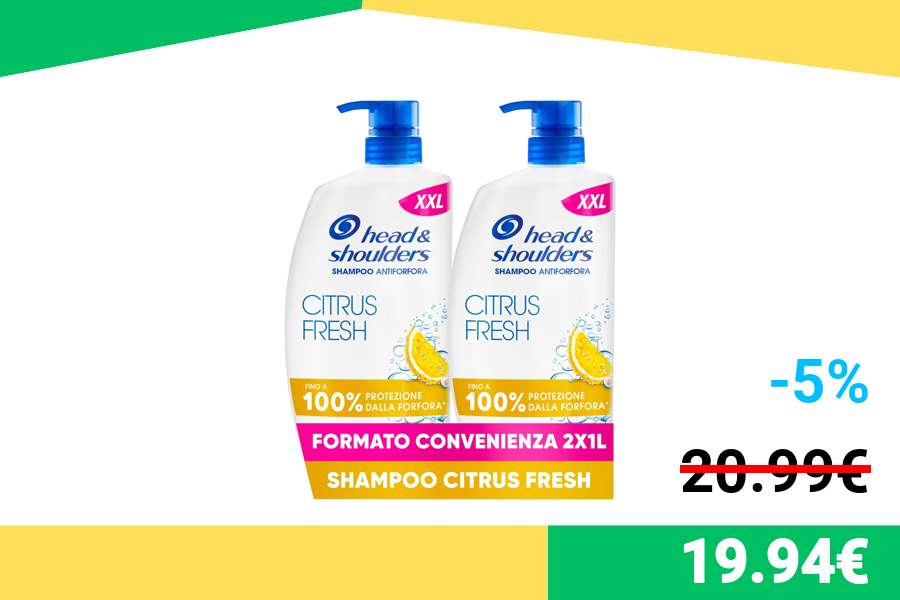 XXL
head &
shoulders
SHAMPOO ANTIFORFORA
CITRUS
FRESH
FINO A
100% PROTEZIONE
DALLA FORFORA*
XXL
head &
shoulders
SHAMPOO ANTIFORFORA
CITRUS
FRESH
FINO A
100% PROTEZIONE
DALLA FORFORA*
FORMATO CONVENIENZA 2X1L
SHAMPOO CITRUS FRESH
-5%
20.99€
19.94€